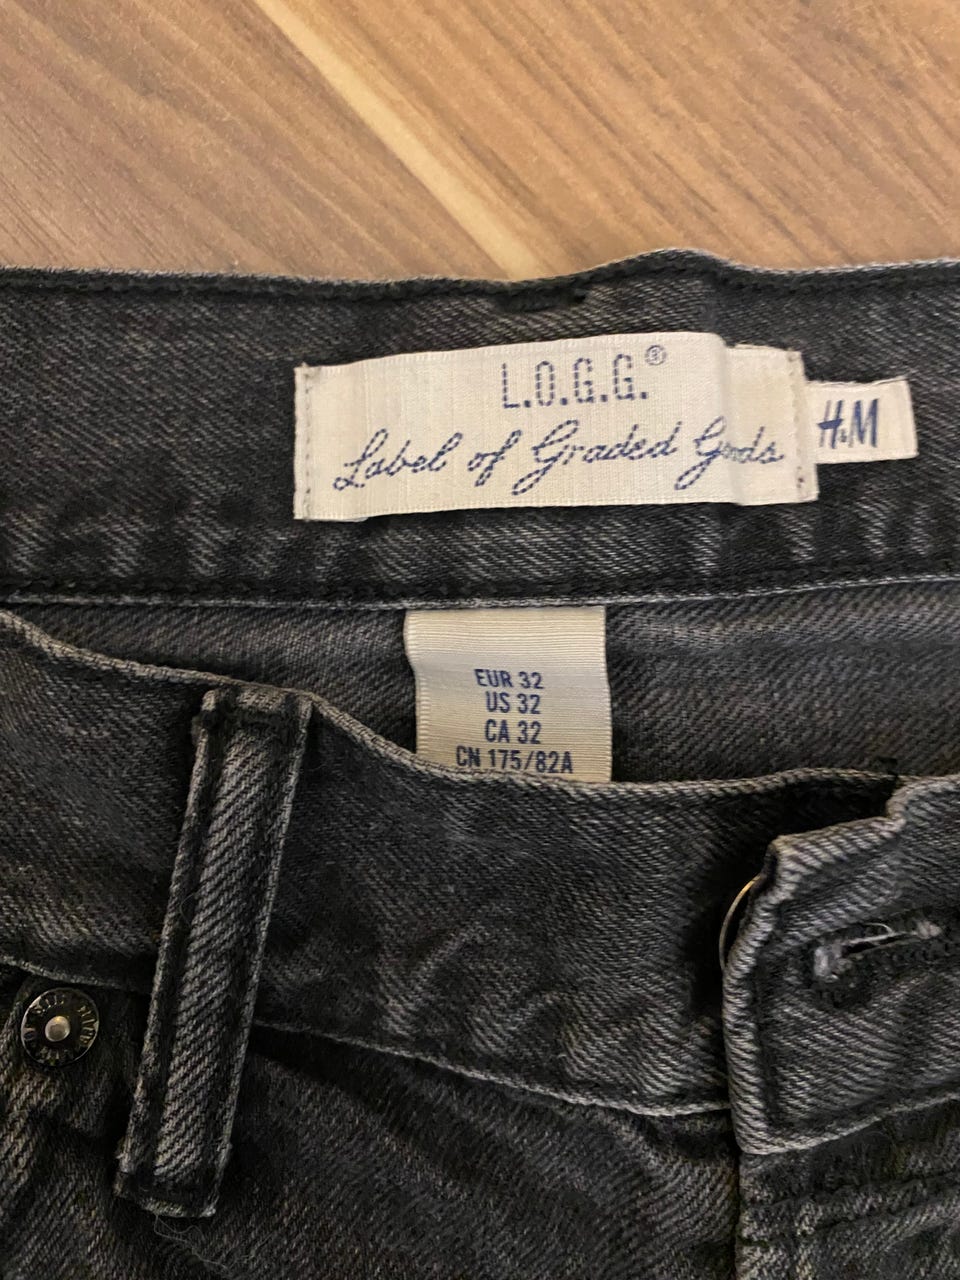 L.O.G.G.®
Label of Graded Goods
H&M
EUR 32
US 32
CA 32
CN 175/82A